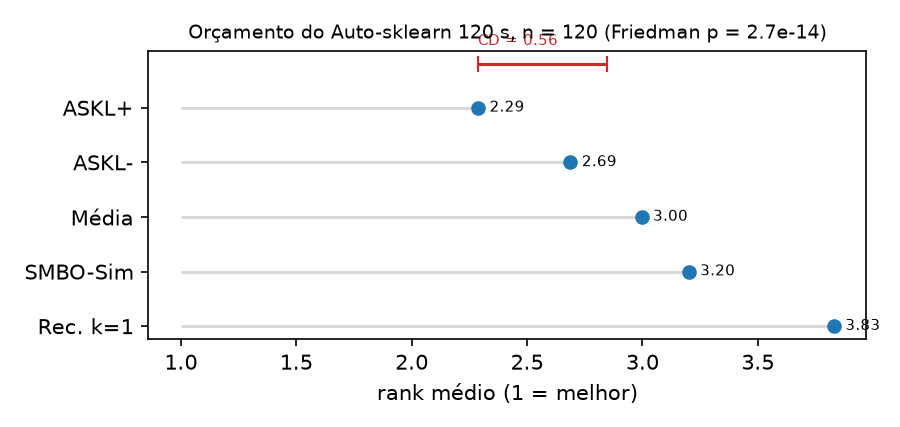 Orçamento do Auto-sklearn 120 s, n = 120 (Friedman p = 2.7e-14)
CD = 0.56
ASKL+ 2.29
ASKL- 2.69
Média 3.00
SMBO-Sim 3.20
Rec. k=1 3.83
1.0 1.5 2.0 2.5 3.0 3.5
rank médio (1 = melhor)